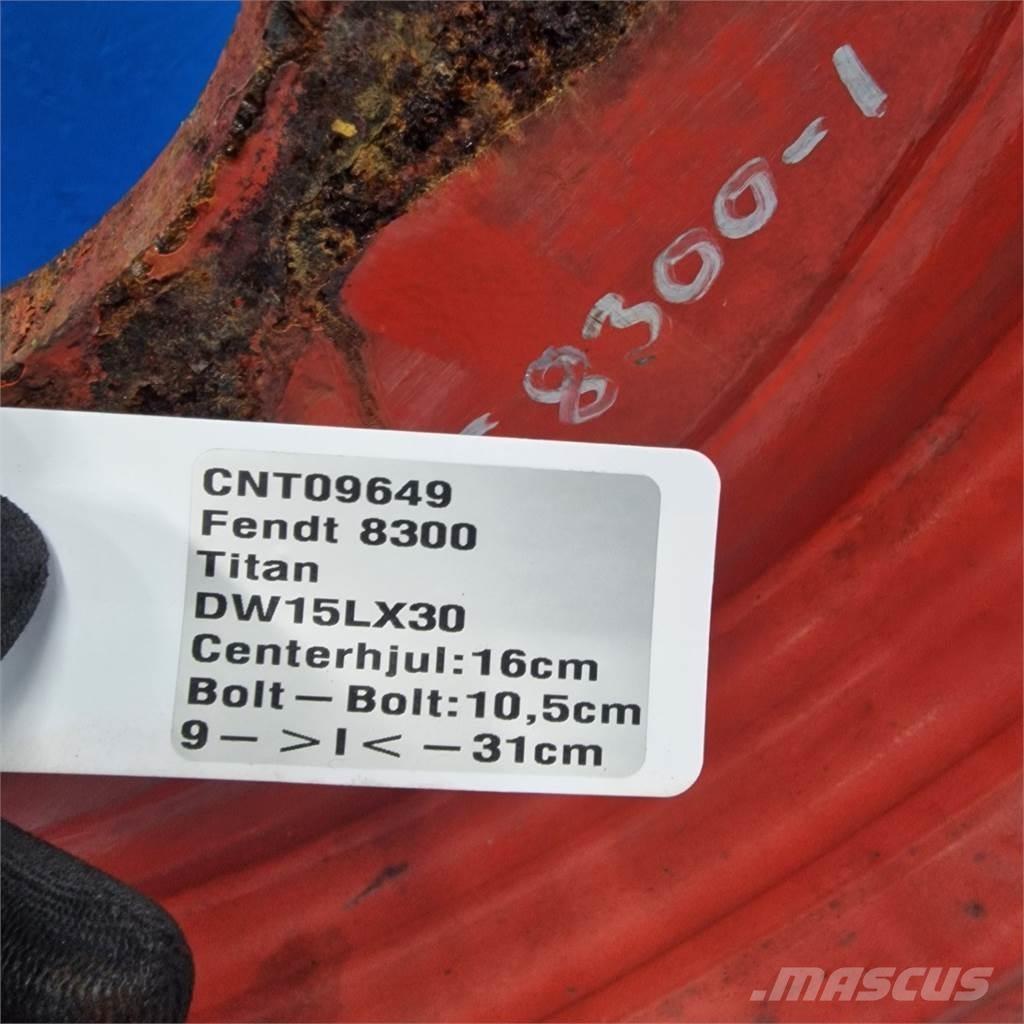 -8300-1
CNT09649
Fendt 8300
Titan
DW15LX30
Centerhjul:16cm
Bolt-Bolt:10,5cm
9- >|< -31cm
.MASCUS